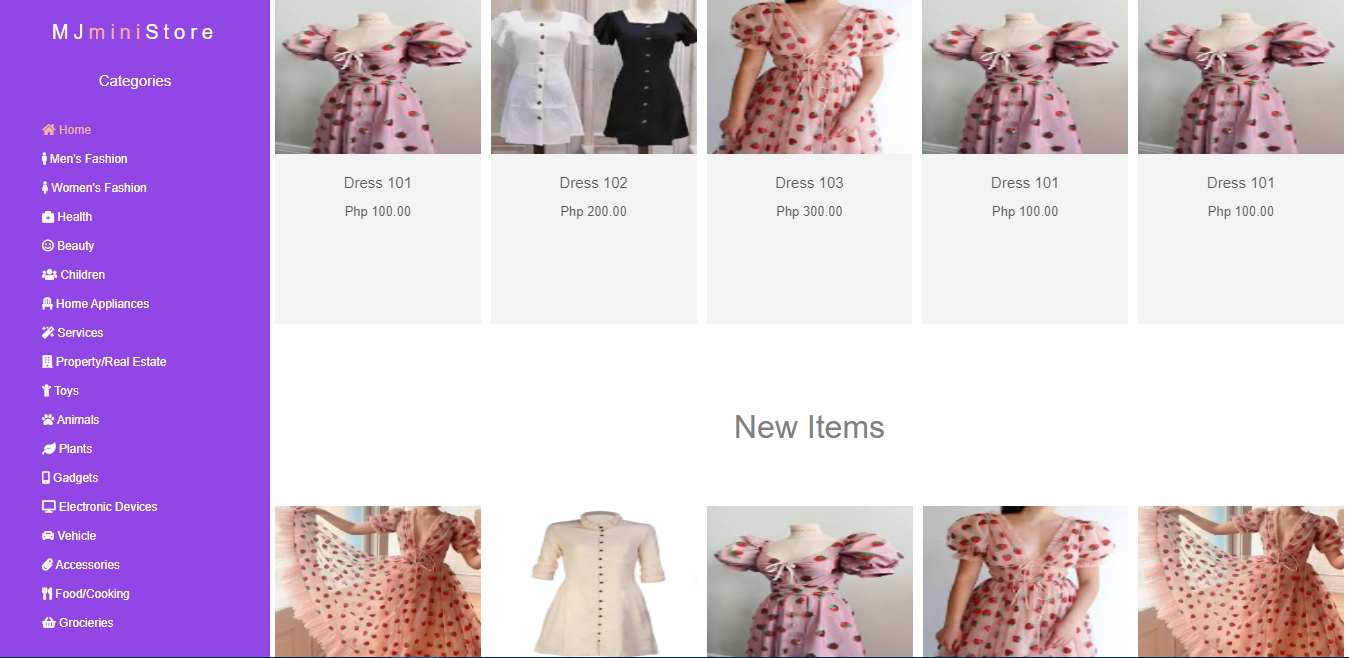 MJminiStore
Categories
Home
Men's Fashion
Women's Fashion
Health
Beauty
Children
Home Appliances
Services
Property/Real Estate
Toys
Animals
Plants
Gadgets
Electronic Devices
Vehicle
Accessories
Food/Cooking
Grocieries
Dress 101
Php 100.00
Dress 102
Php 200.00
Dress 103
Php 300.00
Dress 101
Php 100.00
Dress 101
Php 100.00
New Items